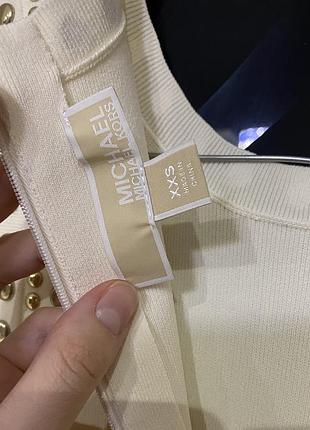 MICHAEL
MICHAEL KORS
XXS
MADE IN
CHINA